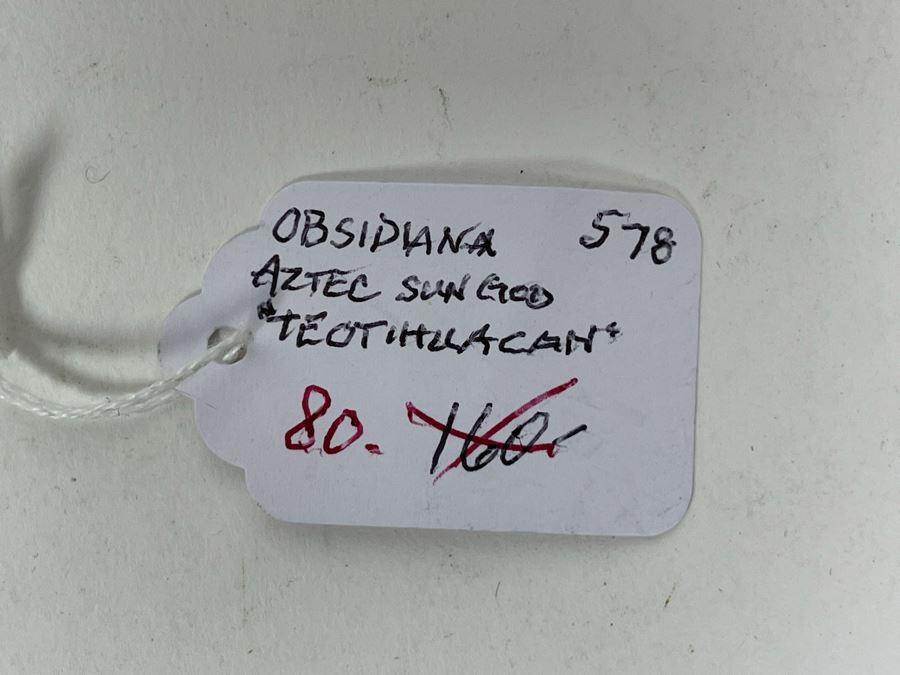 OBSIDIANA 578
AZTEC SUN GOD
"TEOTIHUACAN"
80. 160.